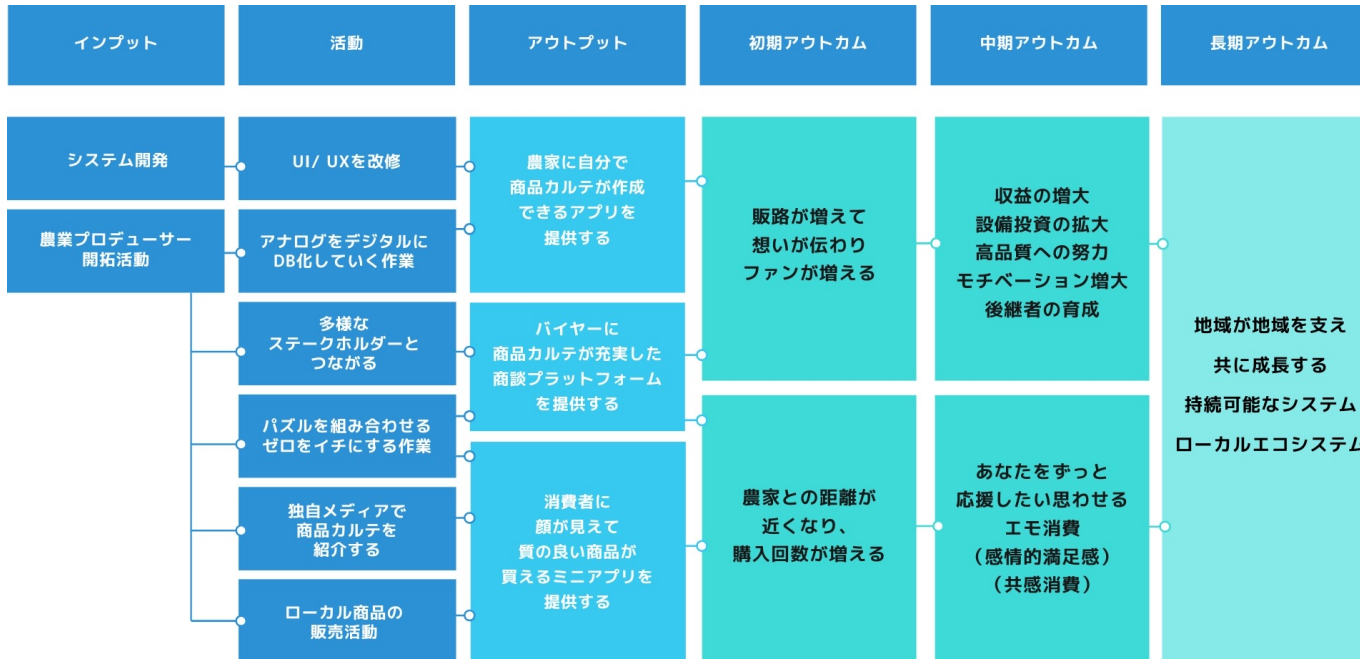 インプット
活動
アウトプット
初期アウトカム
中期アウトカム
長期アウトカム
システム開発
農業プロデューサー
開拓活動
UI/ UXを改修
アナログをデジタルに
DB化していく作業
多様な
ステークホルダーと
つながる
パズルを組み合わせる
ゼロをイチにする作業
独自メディアで
商品カルテを
紹介する
ローカル商品の
販売活動
農家に自分で
商品カルテが作成
できるアプリを
提供する
バイヤーに
商品カルテが充実した
商談プラットフォーム
を提供する
消費者に
顔が見えて
質の良い商品が
買えるミニアプリを
提供する
販路が増えて
想いが伝わり
ファンが増える
農家との距離が
近くなり、
購入回数が増える
収益の増大
設備投資の拡大
高品質への努力
モチベーション増大
後継者の育成
あなたをずっと
応援したい思わせる
エモ消費
（感情的満足感）
（共感消費）
地域が地域を支え
共に成長する
持続可能なシステム
ローカルエコシステム